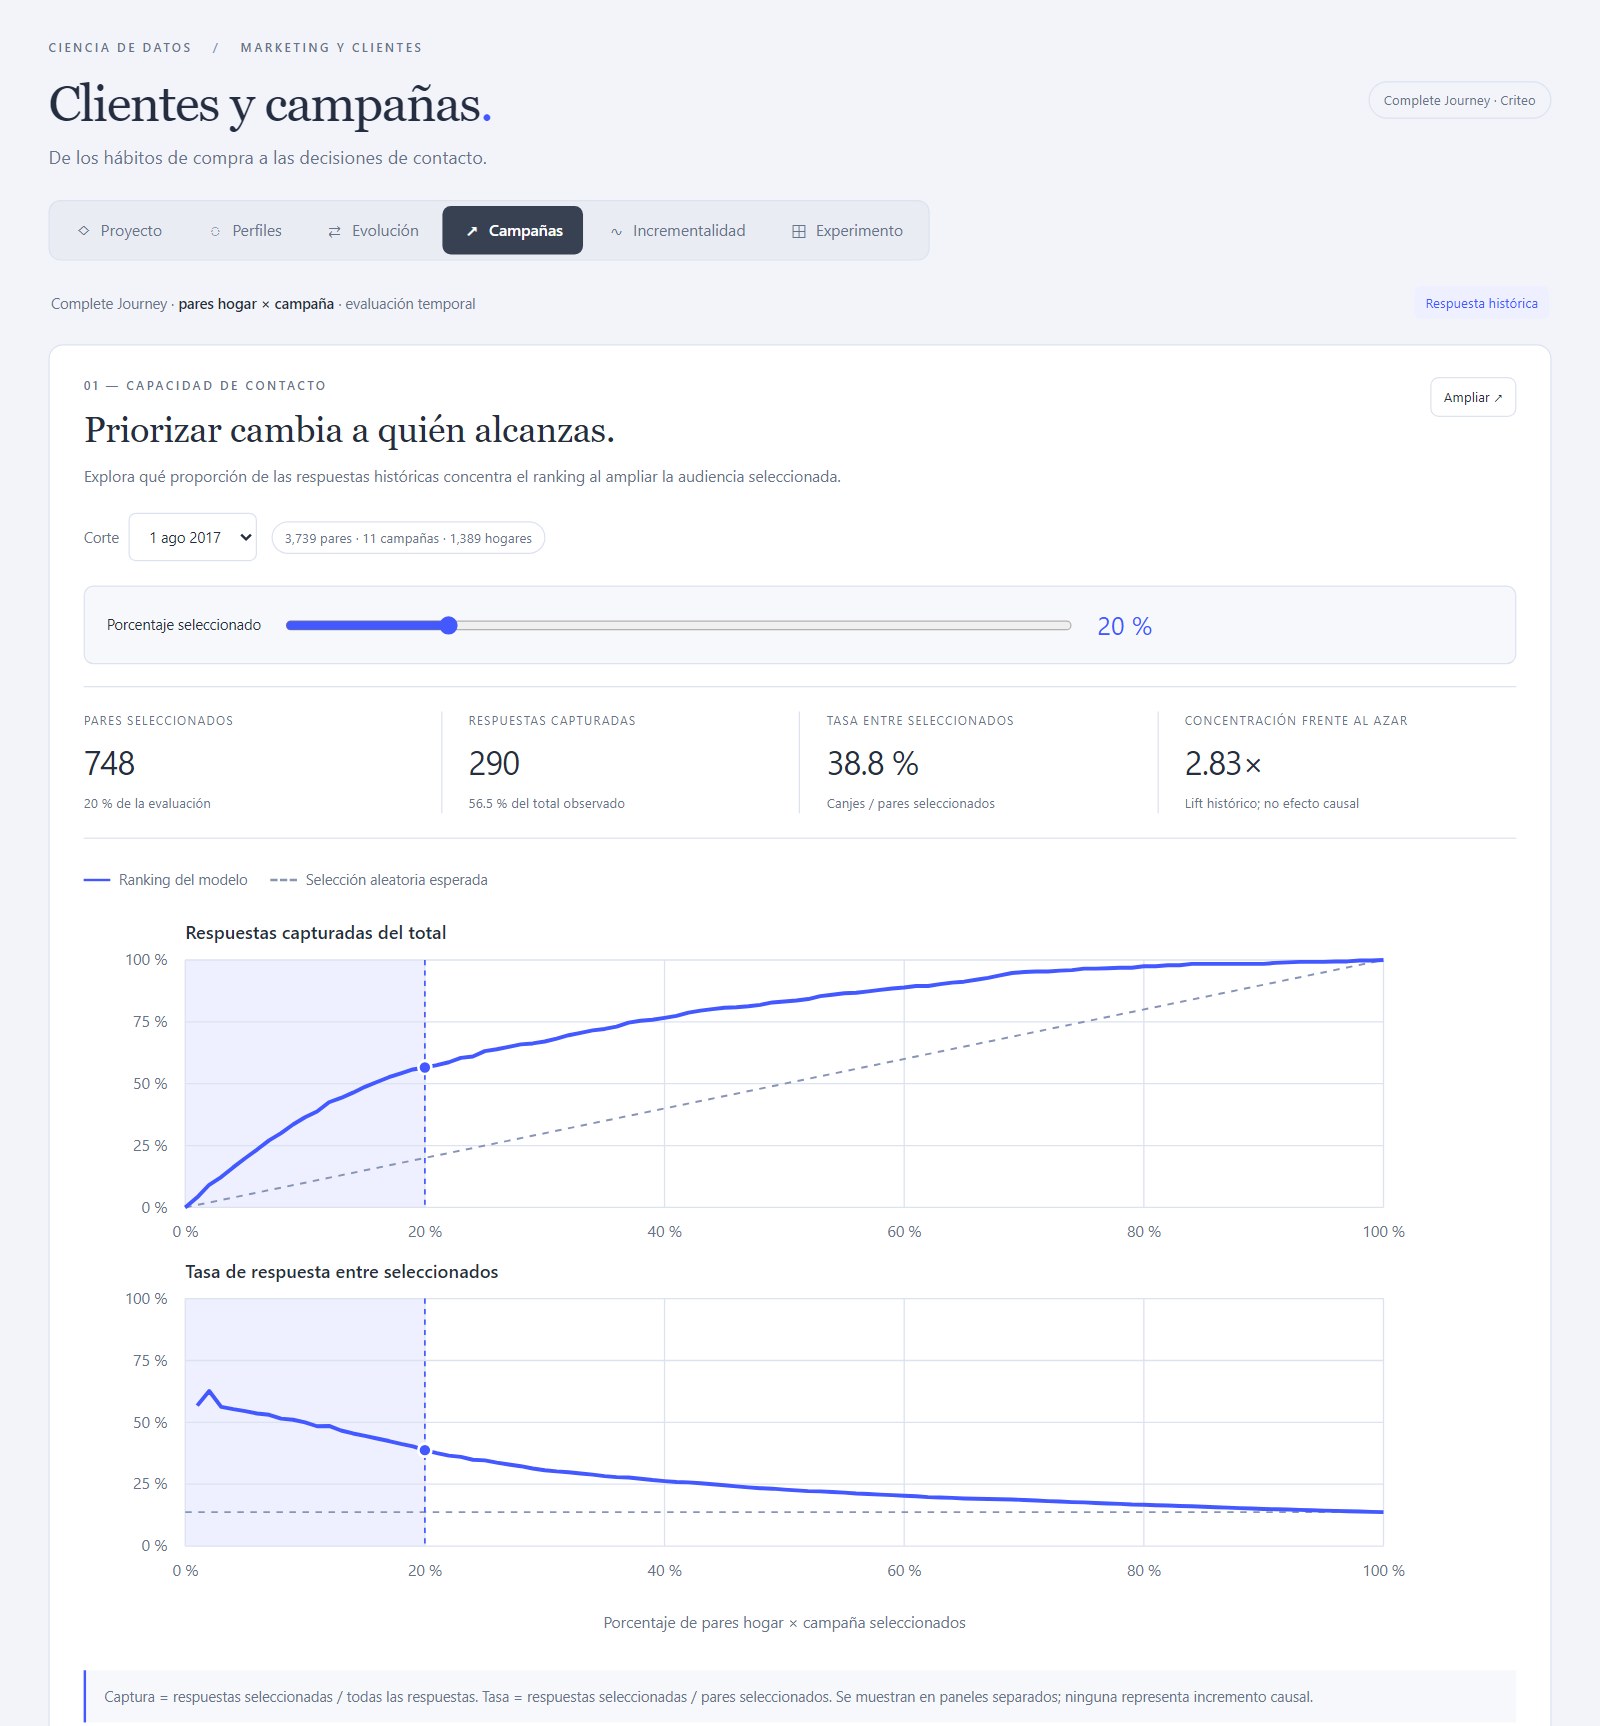 CIENCIA DE DATOS / MARKETING Y CLIENTES
Clientes y campañas.
Complete Journey · Criteo
De los hábitos de compra a las decisiones de contacto.
Proyecto Perfiles Evolución Campañas Incrementalidad Experimento
Complete Journey · pares hogar × campaña · evaluación temporal
Respuesta histórica
01 — CAPACIDAD DE CONTACTO
Ampliar ↗
Priorizar cambia a quién alcanzas.
Explora qué proporción de las respuestas históricas concentra el ranking al ampliar la audiencia seleccionada.
Corte 1 ago 2017 3,739 pares · 11 campañas · 1,389 hogares
Porcentaje seleccionado 20 %
PARES SELECCIONADOS
748
20 % de la evaluación
RESPUESTAS CAPTURADAS
290
56.5 % del total observado
TASA ENTRE SELECCIONADOS
38.8 %
Canjes / pares seleccionados
CONCENTRACIÓN FRENTE AL AZAR
2.83×
Lift histórico; no efecto causal
Ranking del modelo Selección aleatoria esperada
Respuestas capturadas del total
100 %
75 %
50 %
25 %
0 %
0 % 20 % 40 % 60 % 80 % 100 %
Tasa de respuesta entre seleccionados
100 %
75 %
50 %
25 %
0 %
0 % 20 % 40 % 60 % 80 % 100 %
Porcentaje de pares hogar × campaña seleccionados
Captura = respuestas seleccionadas / todas las respuestas. Tasa = respuestas seleccionadas / pares seleccionados. Se muestran en paneles separados; ninguna representa incremento causal.